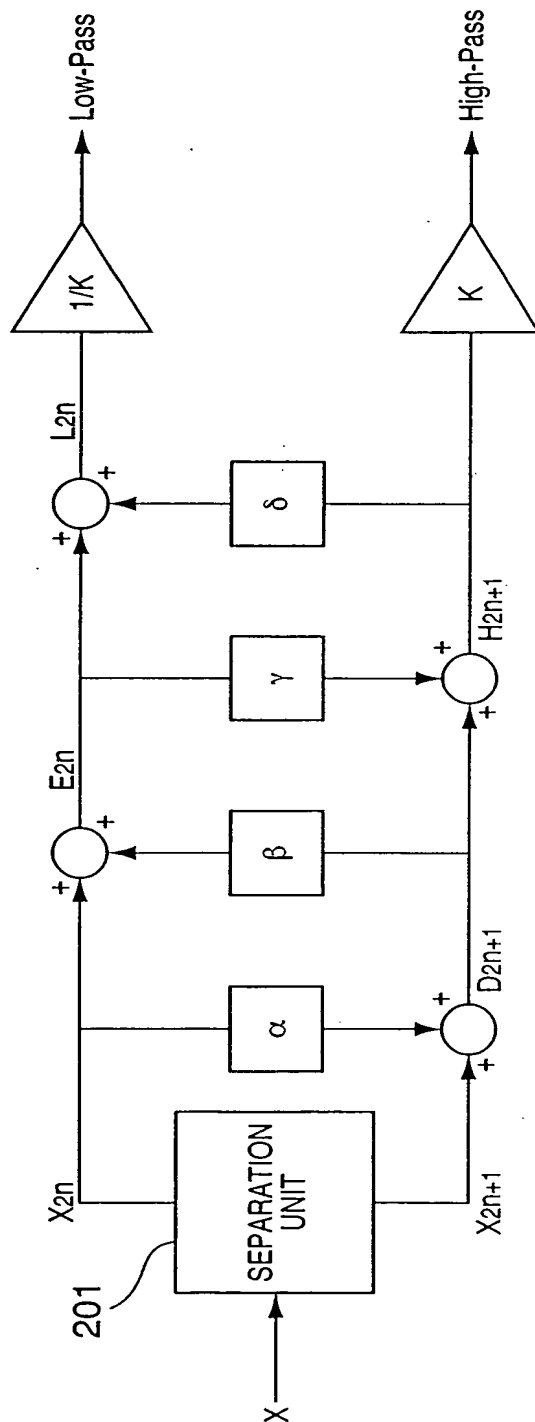 X
201
SEPARATION
UNIT
X2n
X2n+1
α
+
+
D2n+1
β
+
+
E2n
γ
+
+
H2n+1
δ
+
+
L2n
1/K
Low-Pass
K
High-Pass